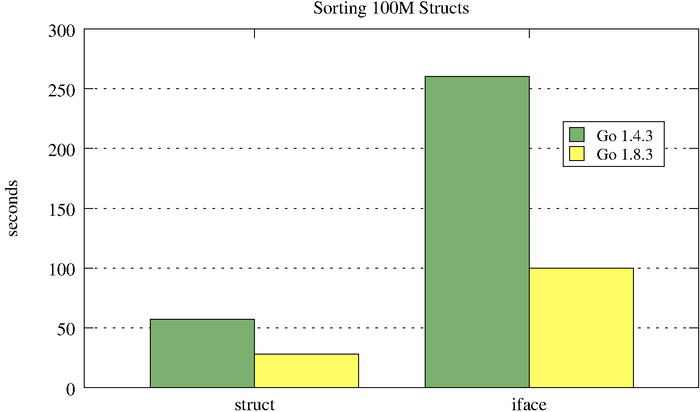 Sorting 100M Structs
300
250
200
150
100
50
0
seconds
Go 1.4.3
Go 1.8.3
struct
iface